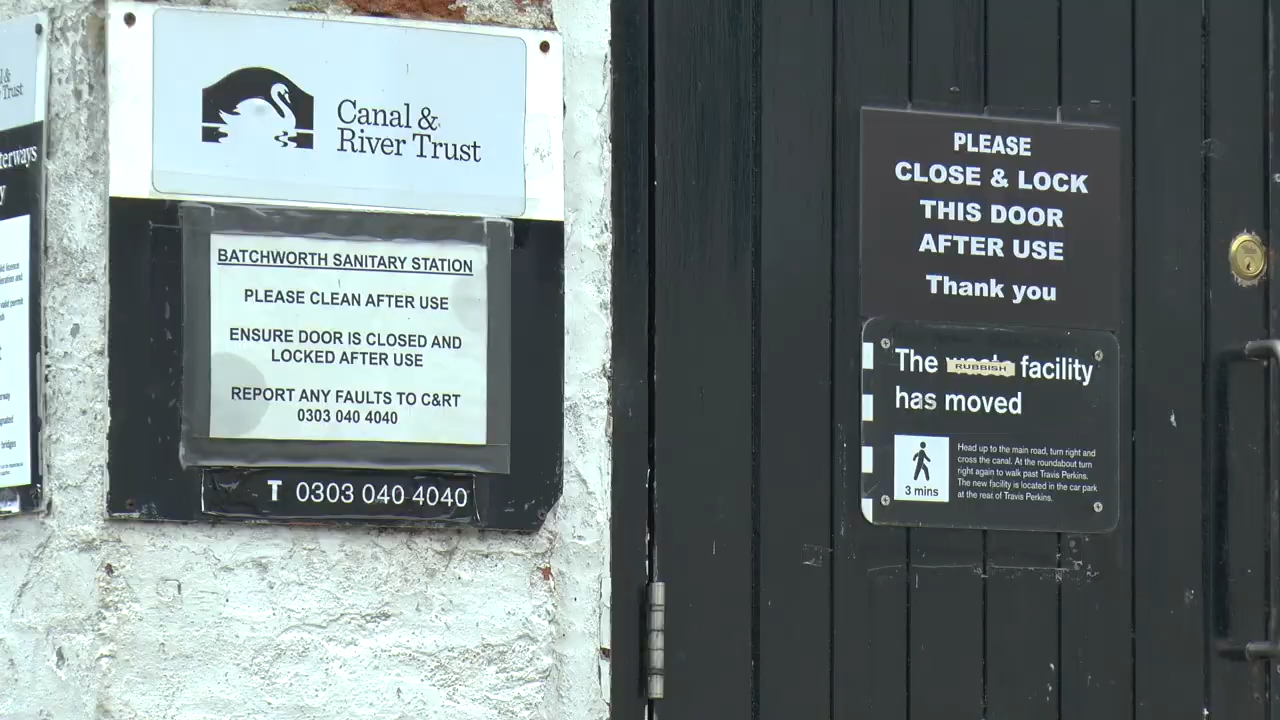 Canal &
River Trust
BATCHWORTH SANITARY STATION
PLEASE CLEAN AFTER USE
ENSURE DOOR IS CLOSED AND
LOCKED AFTER USE
REPORT ANY FAULTS TO C&RT
0303 040 4040
T 0303 040 4040
PLEASE
CLOSE & LOCK
THIS DOOR
AFTER USE
Thank you
The RUBBISH facility
has moved
3 mins
Head up to the main road, turn right and
cross the canal. At the roundabout turn
right again to walk past Travis Perkins.
The new facility is located in the car park
at the rear of Travis Perkins.